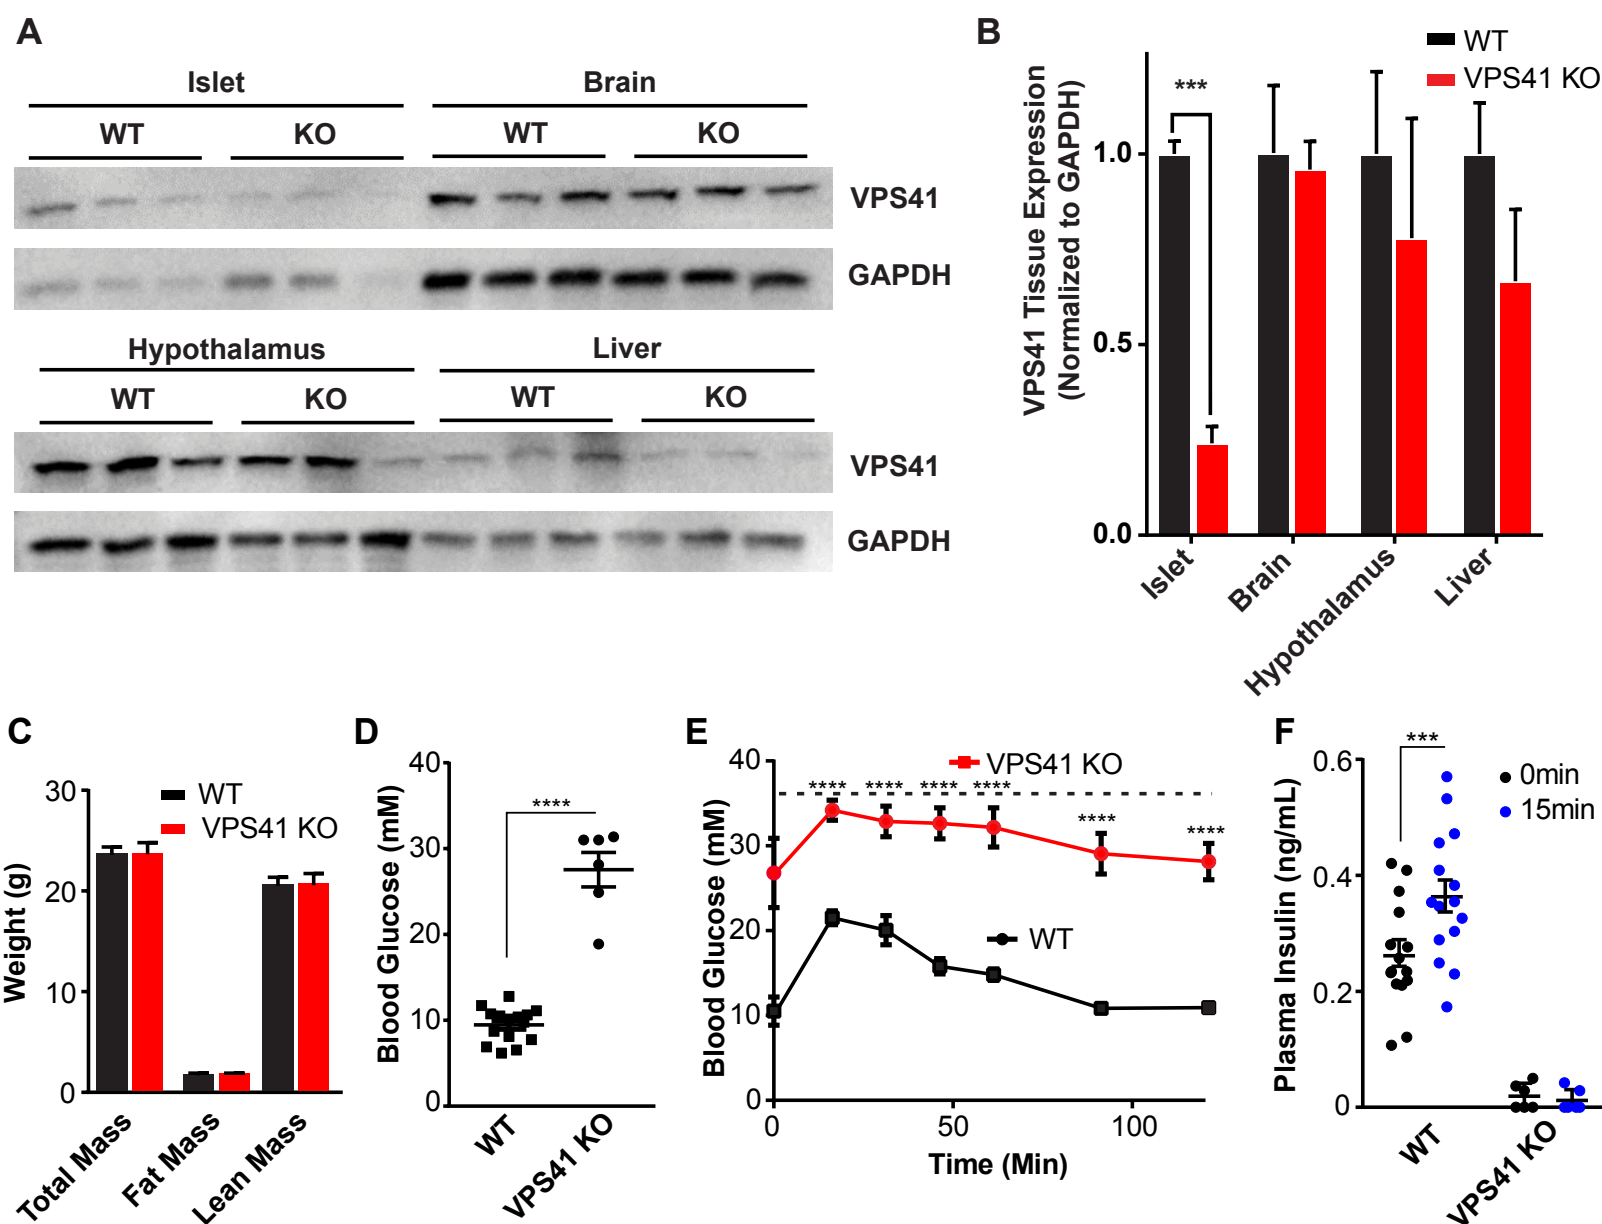 A
Islet
Brain
WT
KO
WT
KO
VPS41
GAPDH
Hypothalamus
Liver
WT
KO
WT
KO
VPS41
GAPDH
B
WT
VPS41 KO
VPS41 Tissue Expression
(Normalized to GAPDH)
***
1.0
0.5
0.0
Islet
Brain
Hypothalamus
Liver
C
WT
VPS41 KO
Weight (g)
30
20
10
0
Total Mass
Fat Mass
Lean Mass
D
Blood Glucose (mM)
40
30
20
10
0
****
WT
VPS41 KO
E
VPS41 KO
Blood Glucose (mM)
40
30
20
10
0
**** **** **** ****
****
****
WT
0
50
100
Time (Min)
F
Plasma Insulin (ng/mL)
0.6
0.4
0.2
0
***
0min
15min
WT
VPS41 KO